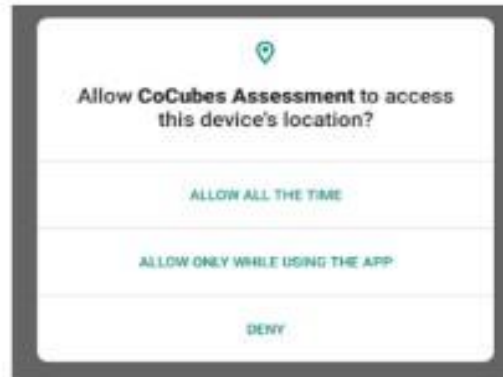 Allow CoCubes Assessment to access
this device's location?
ALLOW ALL THE TIME
ALLOW ONLY WHILE USING THE APP
DENY